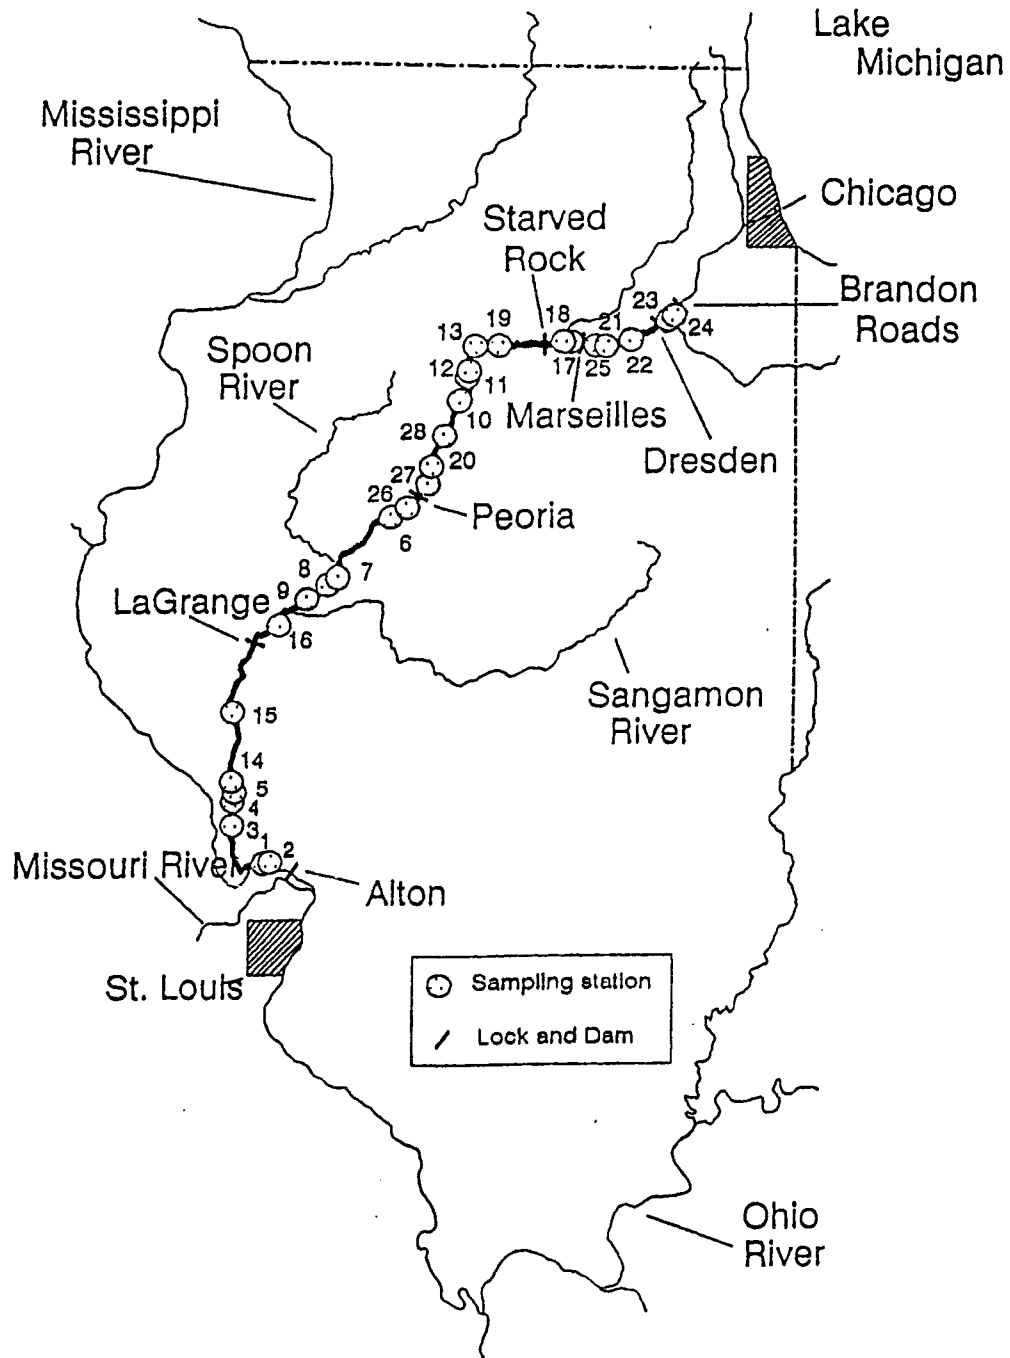 Lake
Michigan
Mississippi
River
Chicago
Starved
Rock
Brandon
Roads
23
24
18
21
13
19
17
25
22
Spoon
River
12
11
10
Marseilles
28
Dresden
20
27
26
Peoria
6
8
7
9
LaGrange
16
Sangamon
River
15
14
5
4
3
1
2
Missouri River
Alton
St. Louis
Sampling station
Lock and Dam
Ohio
River